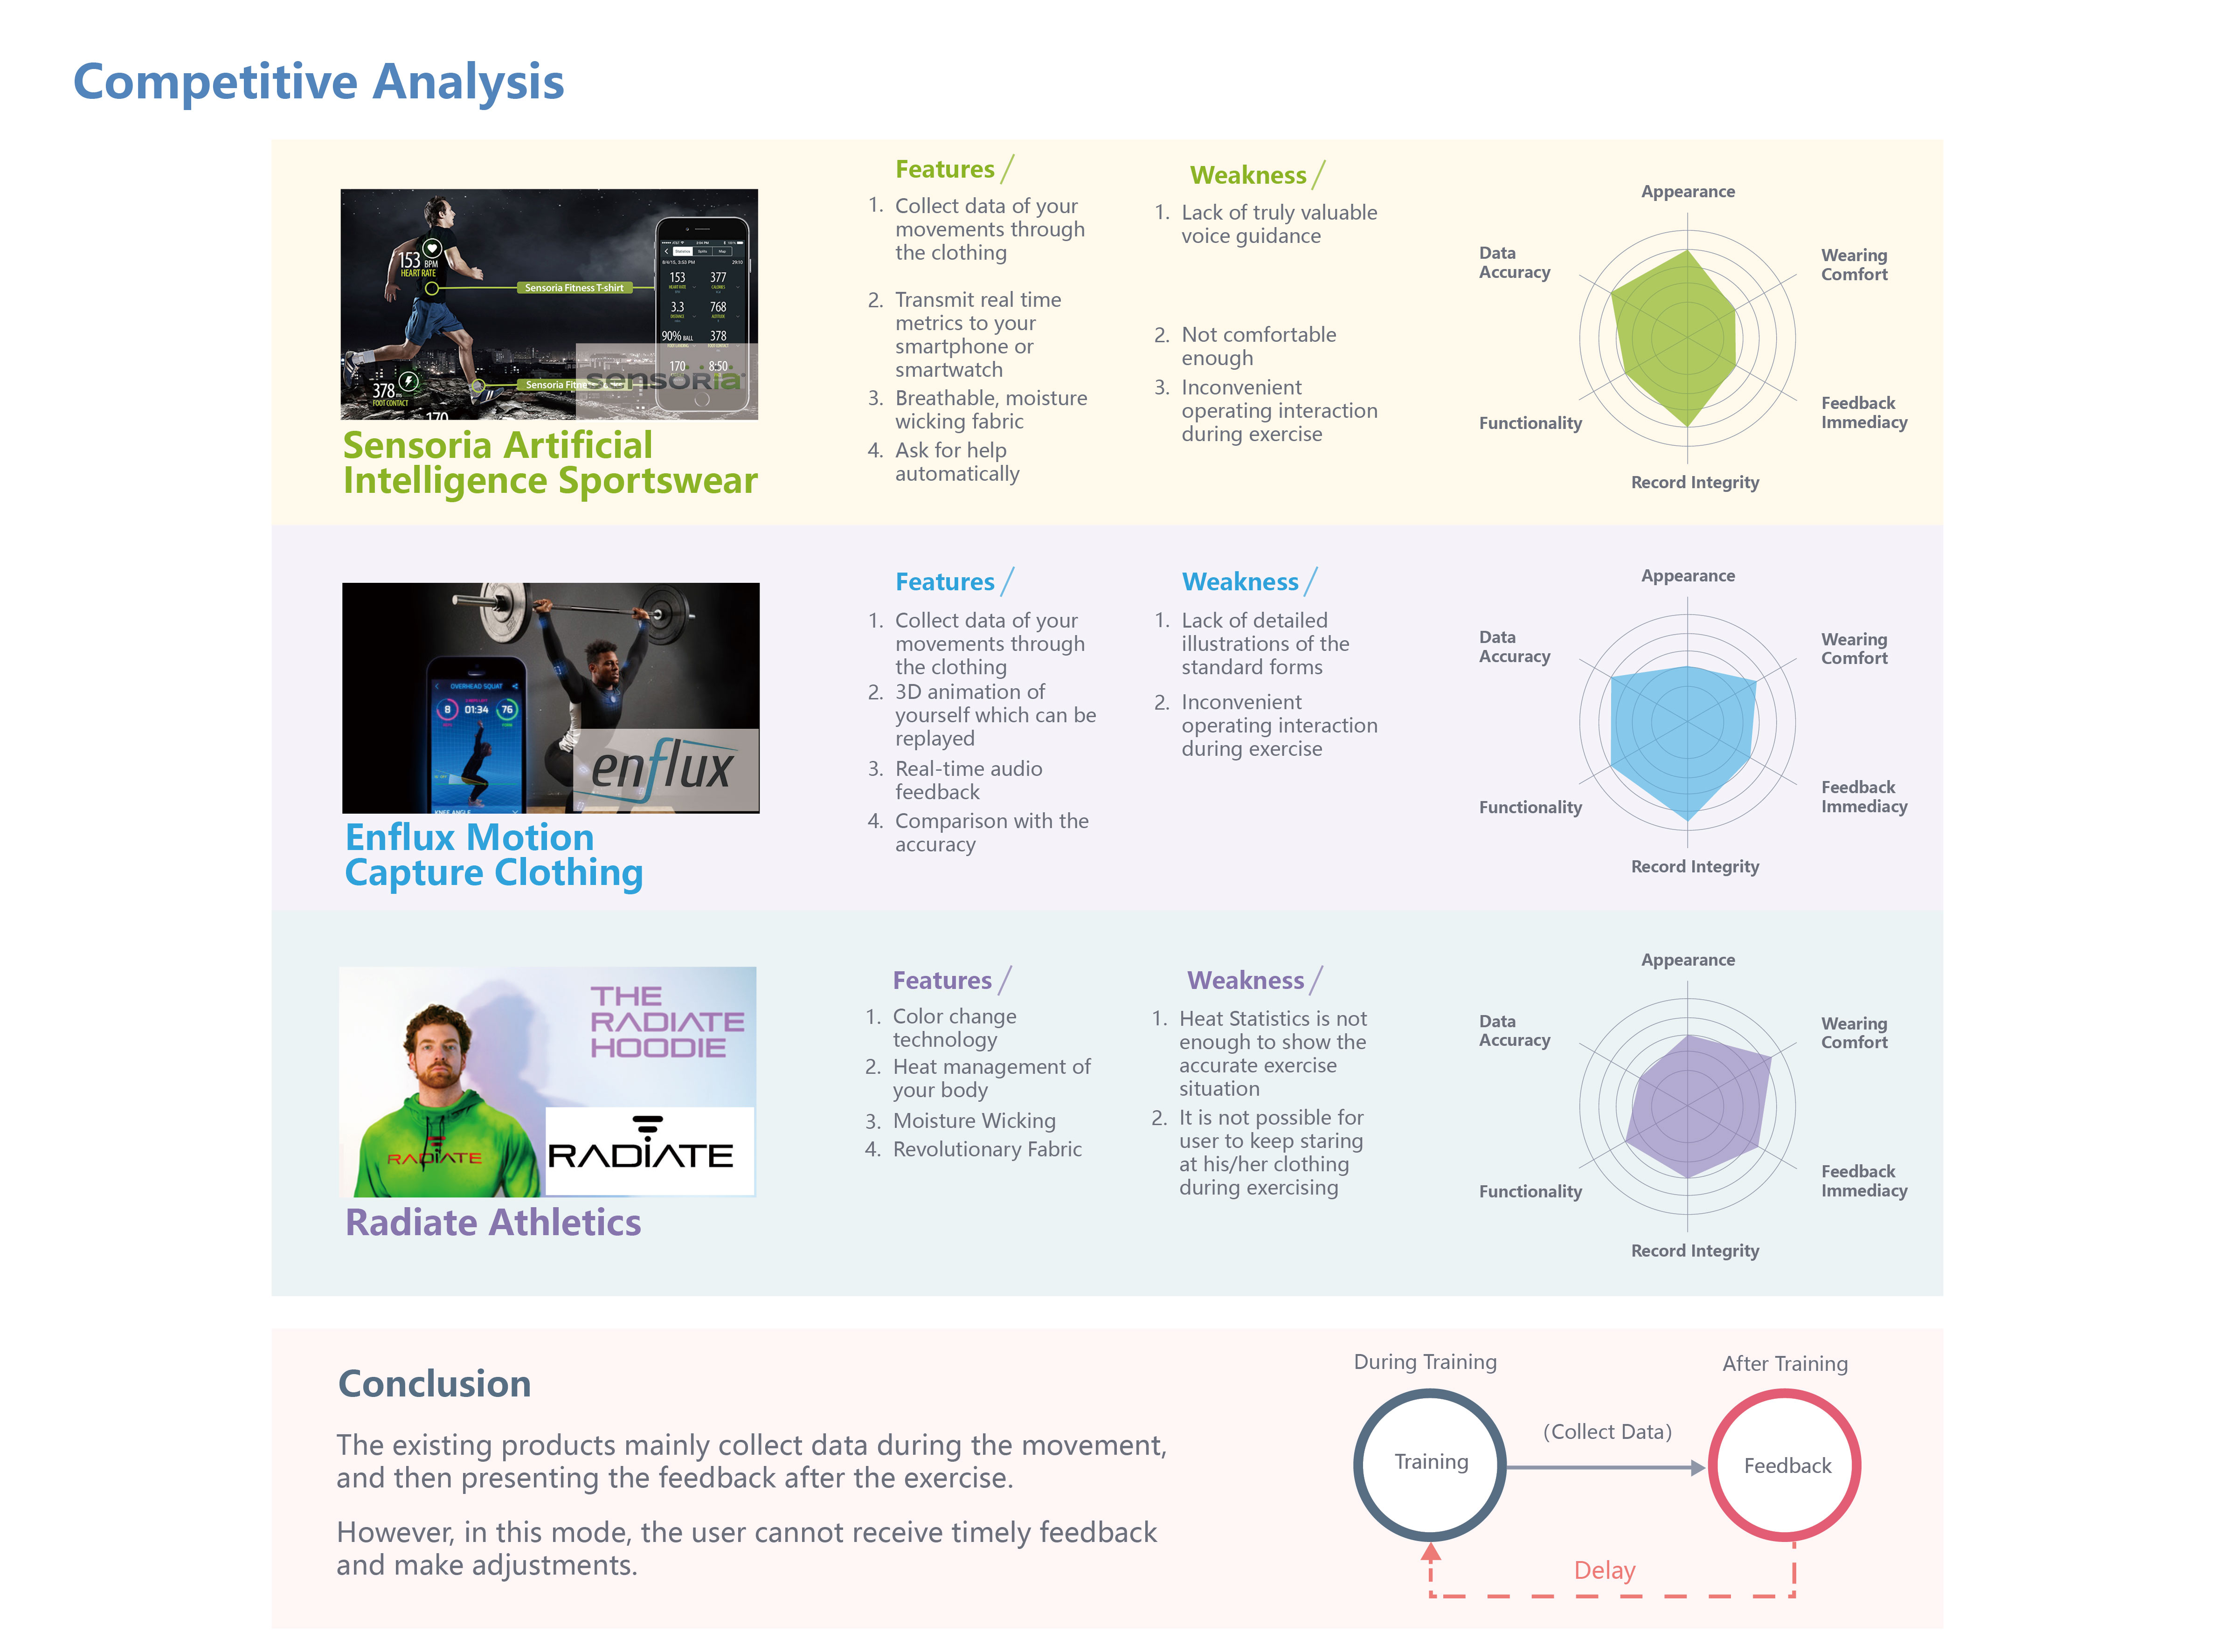 Competitive Analysis
153 BPM
HEART RATE
Sensoria Fitness T-shirt
378 ms
FOOT CONTACT
170
Sensoria Fitne
153
377
3.3
768
90% BALL
378
170
8:50
sensoria
Sensoria Artificial
Intelligence Sportswear
Features
1. Collect data of your
movements through
the clothing
2. Transmit real time
metrics to your
smartphone or
smartwatch
3. Breathable, moisture
wicking fabric
4. Ask for help
automatically
Weakness
1. Lack of truly valuable
voice guidance
2. Not comfortable
enough
3. Inconvenient
operating interaction
during exercise
Appearance
Data
Accuracy
Wearing
Comfort
Functionality
Feedback
Immediacy
Record Integrity
OVERHEAD SQUAT
8 01:34 76
KNEE ANGLE
enflux
Enflux Motion
Capture Clothing
Features
1. Collect data of your
movements through
the clothing
2. 3D animation of
yourself which can be
replayed
3. Real-time audio
feedback
4. Comparison with the
accuracy
Weakness
1. Lack of detailed
illustrations of the
standard forms
2. Inconvenient
operating interaction
during exercise
Appearance
Data
Accuracy
Wearing
Comfort
Functionality
Feedback
Immediacy
Record Integrity
THE
RADIATE
HOODIE
RADIATE
RADIATE
Radiate Athletics
Features
1. Color change
technology
2. Heat management of
your body
3. Moisture Wicking
4. Revolutionary Fabric
Weakness
1. Heat Statistics is not
enough to show the
accurate exercise
situation
2. It is not possible for
user to keep staring
at his/her clothing
during exercising
Appearance
Data
Accuracy
Wearing
Comfort
Functionality
Feedback
Immediacy
Record Integrity
Conclusion
The existing products mainly collect data during the movement,
and then presenting the feedback after the exercise.
However, in this mode, the user cannot receive timely feedback
and make adjustments.
During Training
After Training
Training
(Collect Data)
Feedback
Delay